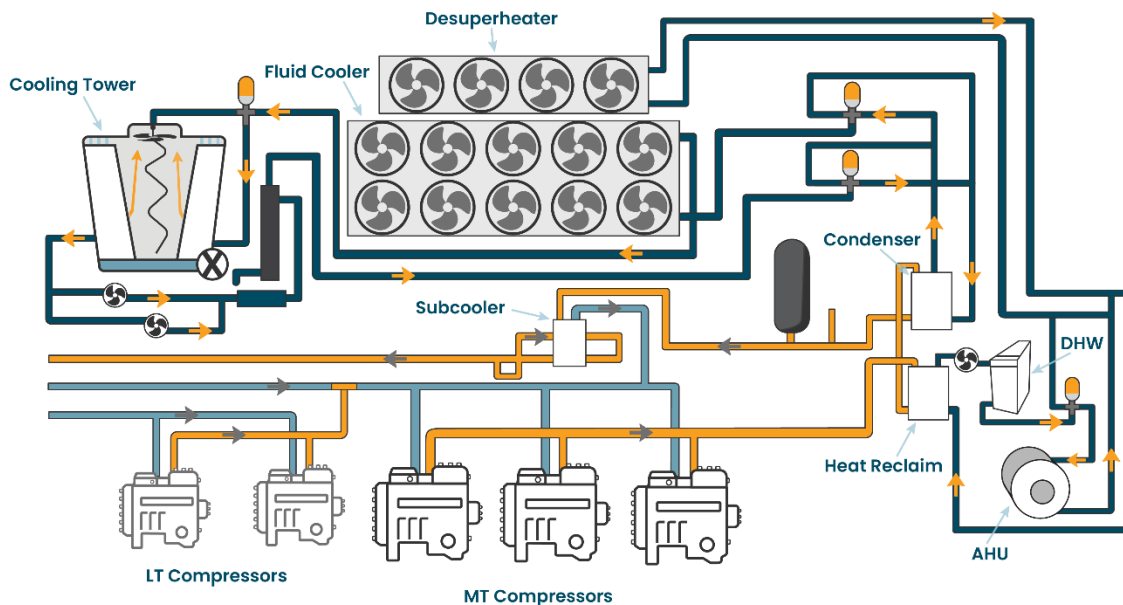 Desuperheater
Fluid Cooler
Cooling Tower
Condenser
Subcooler
DHW
Heat Reclaim
AHU
LT Compressors
MT Compressors